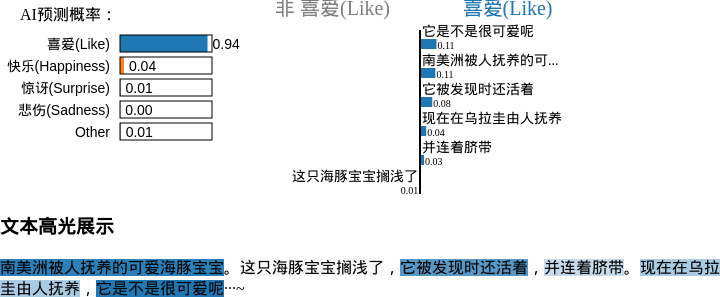 AI预测概率：
喜爱(Like) 0.94
快乐(Happiness) 0.04
惊讶(Surprise) 0.01
悲伤(Sadness) 0.00
Other 0.01
非 喜爱(Like) 喜爱(Like)
它是不是很可爱呢
0.11
南美洲被人抚养的可...
0.11
它被发现时还活着
0.08
现在在乌拉圭由人抚养
0.04
并连着脐带
0.03
这只海豚宝宝搁浅了
0.01
文本高光展示
南美洲被人抚养的可爱海豚宝宝。这只海豚宝宝搁浅了，它被发现时还活着，并连着脐带。现在在乌拉
圭由人抚养，它是不是很可爱呢···~